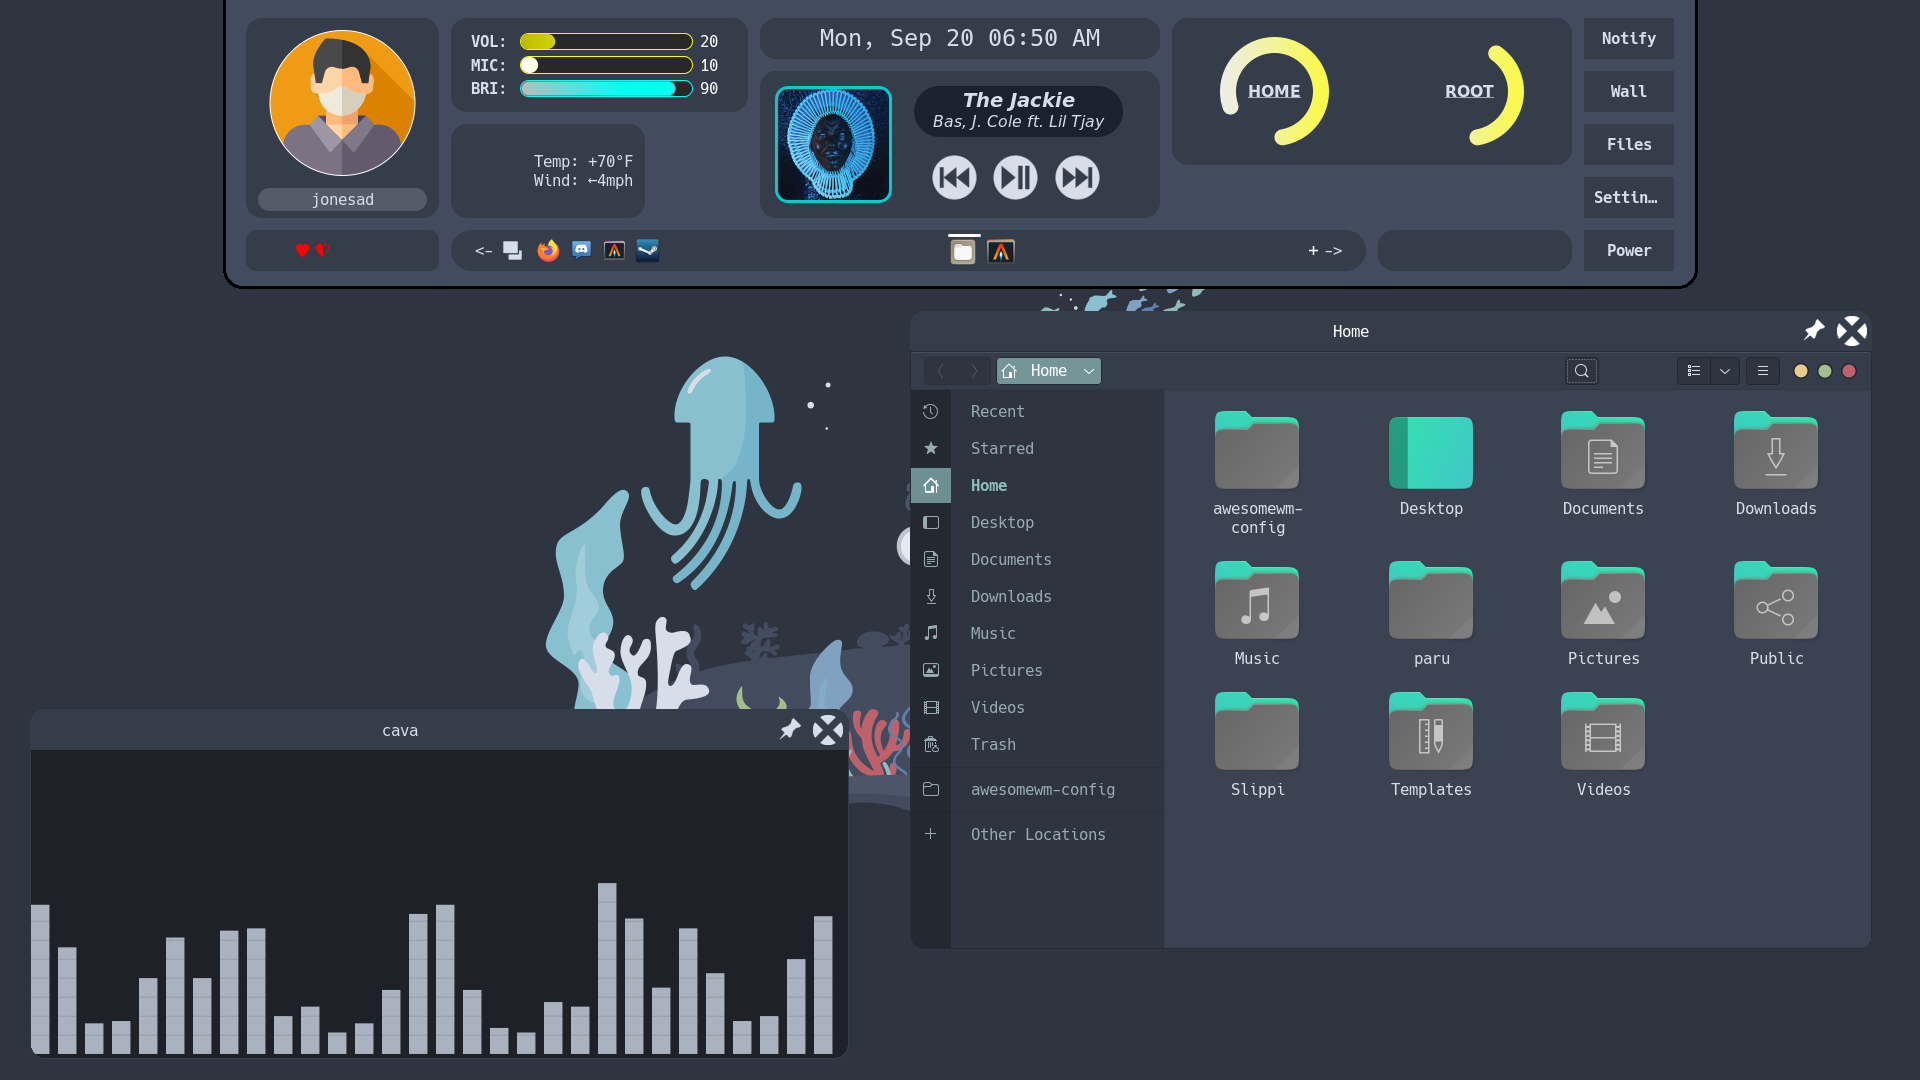 jonesad
VOL: 20
MIC: 10
BRI: 90
Temp: +70°F
Wind: ←4mph
Mon, Sep 20 06:50 AM
The Jackie
Bas, J. Cole ft. Lil Tjay
HOME
ROOT
Notify
Wall
Files
Settin…
Power
<-
+ ->
Home
Home
Recent
Starred
Home
Desktop
Documents
Downloads
Music
Pictures
Videos
Trash
awesomewm-config
Other Locations
awesomewm-
config
Desktop
Documents
Downloads
Music
paru
Pictures
Public
Slippi
Templates
Videos
cava